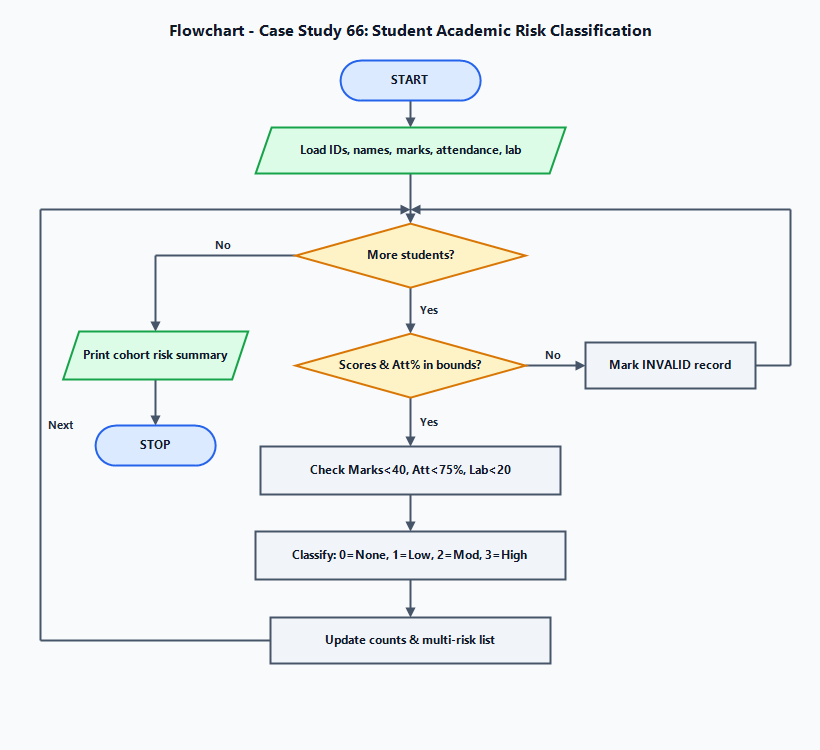 Flowchart - Case Study 66: Student Academic Risk Classification
START
Load IDs, names, marks, attendance, lab
More students?
No
Yes
Print cohort risk summary
Scores & Att% in bounds?
No
Mark INVALID record
Yes
Next
STOP
Check Marks<40, Att<75%, Lab<20
Classify: 0=None, 1=Low, 2=Mod, 3=High
Update counts & multi-risk list